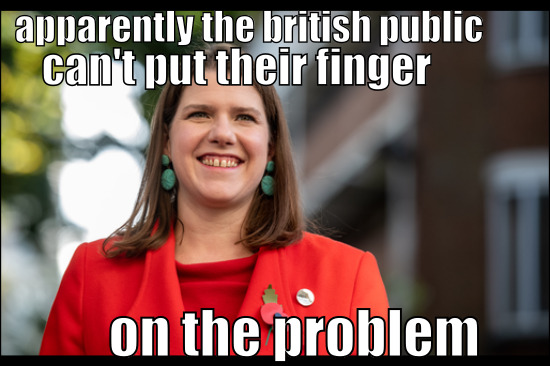 apparently the british public
can't put their finger
on the problem